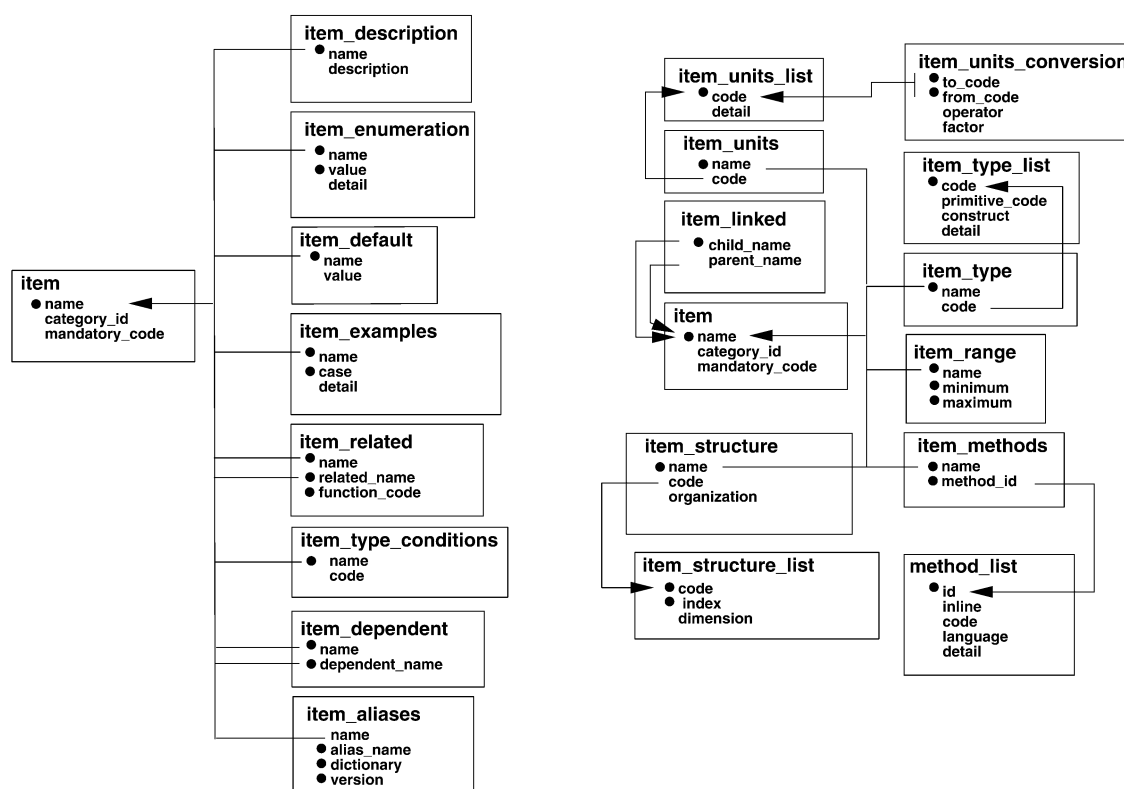 item
name
category_id
mandatory_code
item_description
name
description
item_enumeration
name
value
detail
item_default
name
value
item_examples
name
case
detail
item_related
name
related_name
function_code
item_type_conditions
name
code
item_dependent
name
dependent_name
item_aliases
name
alias_name
dictionary
version
item_units_list
code
detail
item_units
name
code
item_linked
child_name
parent_name
item
name
category_id
mandatory_code
item_structure
name
code
organization
item_structure_list
code
index
dimension
item_units_conversion
to_code
from_code
operator
factor
item_type_list
code
primitive_code
construct
detail
item_type
name
code
item_range
name
minimum
maximum
item_methods
name
method_id
method_list
id
inline
code
language
detail